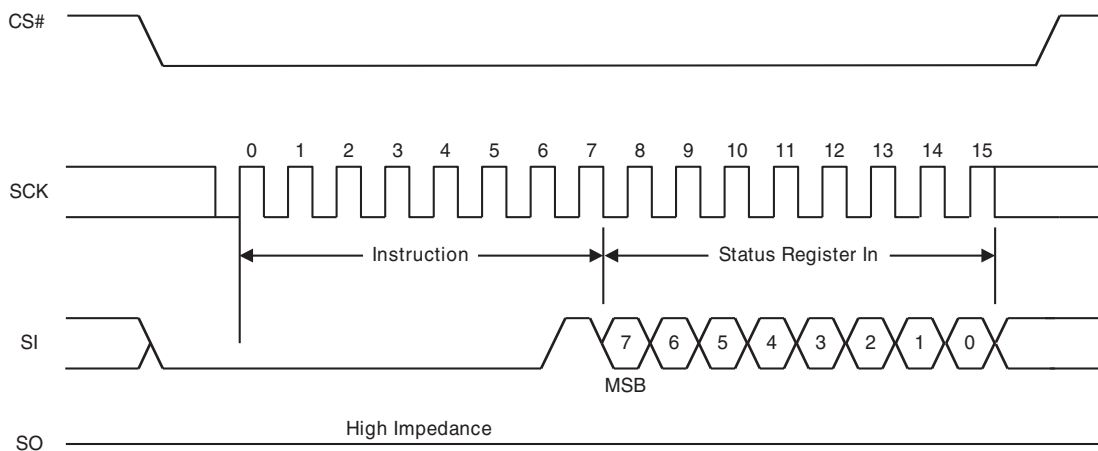 CS#
0 1 2 3 4 5 6 7 8 9 10 11 12 13 14 15
SCK
Instruction Status Register In
SI 7 6 5 4 3 2 1 0
MSB
High Impedance
SO